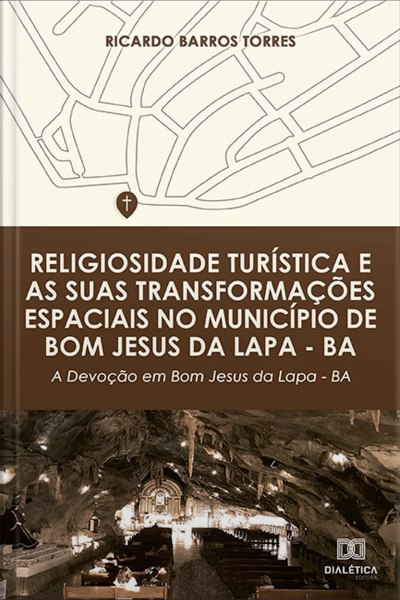 RICARDO BARROS TORRES
RELIGIOSIDADE TURÍSTICA E
AS SUAS TRANSFORMAÇÕES
ESPACIAIS NO MUNICÍPIO DE
BOM JESUS DA LAPA - BA
A Devoção em Bom Jesus da Lapa - BA
DIALÉTICA
EDITORA